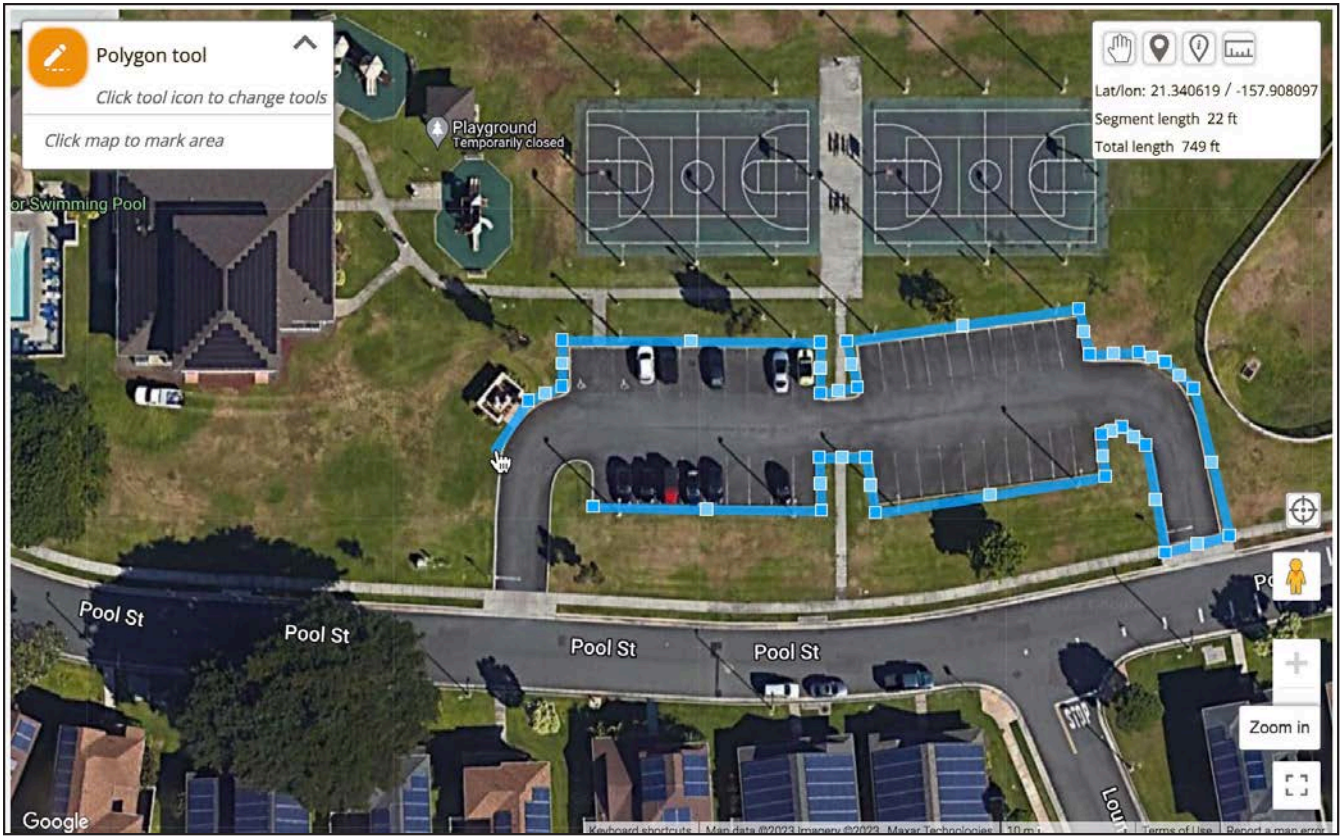 Polygon tool
Click tool icon to change tools
Click map to mark area
Lat/lon: 21.340619 / -157.908097
Segment length 22 ft
Total length 749 ft
Playground
Temporarily closed
or Swimming Pool
Pool St
Pool St
Pool St
Pool St
Po
STOP
Zoom in
Lour
Google
Keyboard shortcuts
Map data ©2023 Imagery ©2023, Maxar Technologies
10 m
Terms of Use
Report a map error